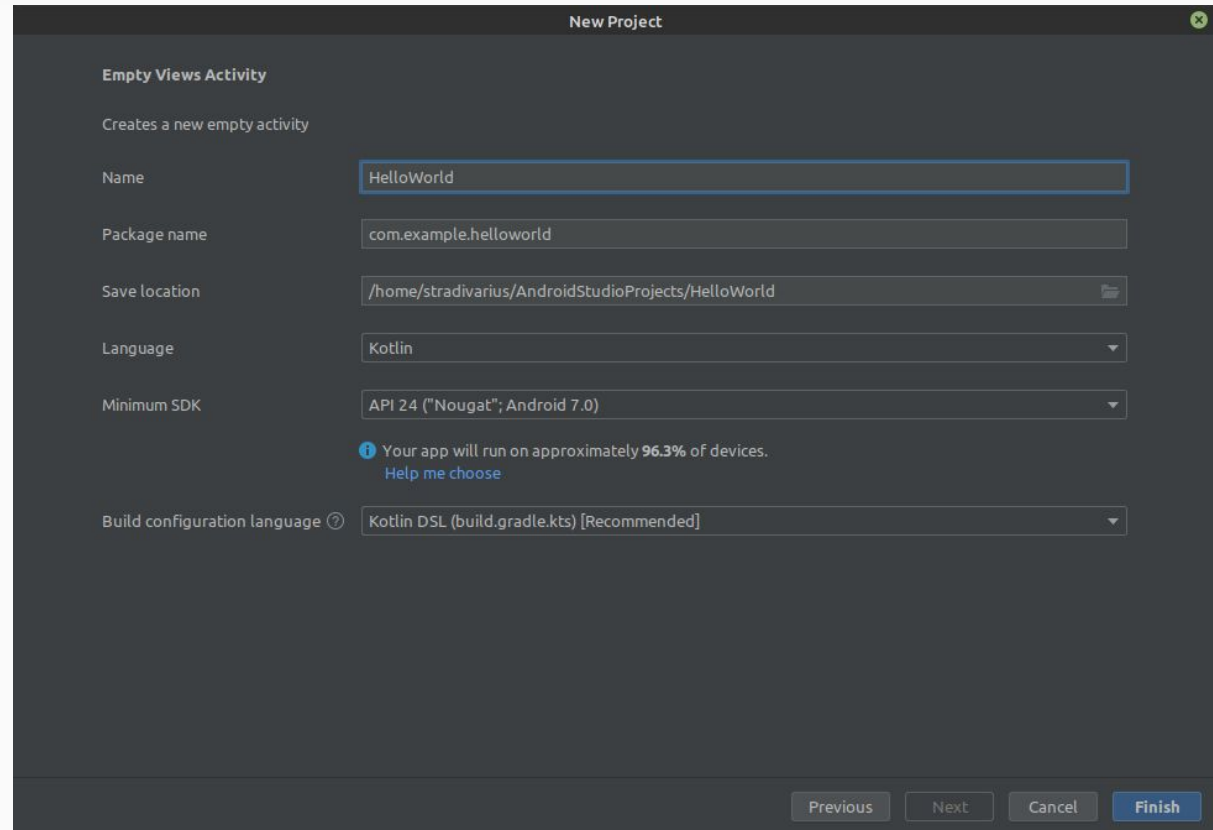 New Project
Empty Views Activity
Creates a new empty activity
Name
HelloWorld
Package name
com.example.helloworld
Save location
/home/stradivarius/AndroidStudioProjects/HelloWorld
Language
Kotlin
Minimum SDK
API 24 ("Nougat"; Android 7.0)
Your app will run on approximately 96.3% of devices.
Help me choose
Build configuration language
Kotlin DSL (build.gradle.kts) [Recommended]
Previous
Next
Cancel
Finish